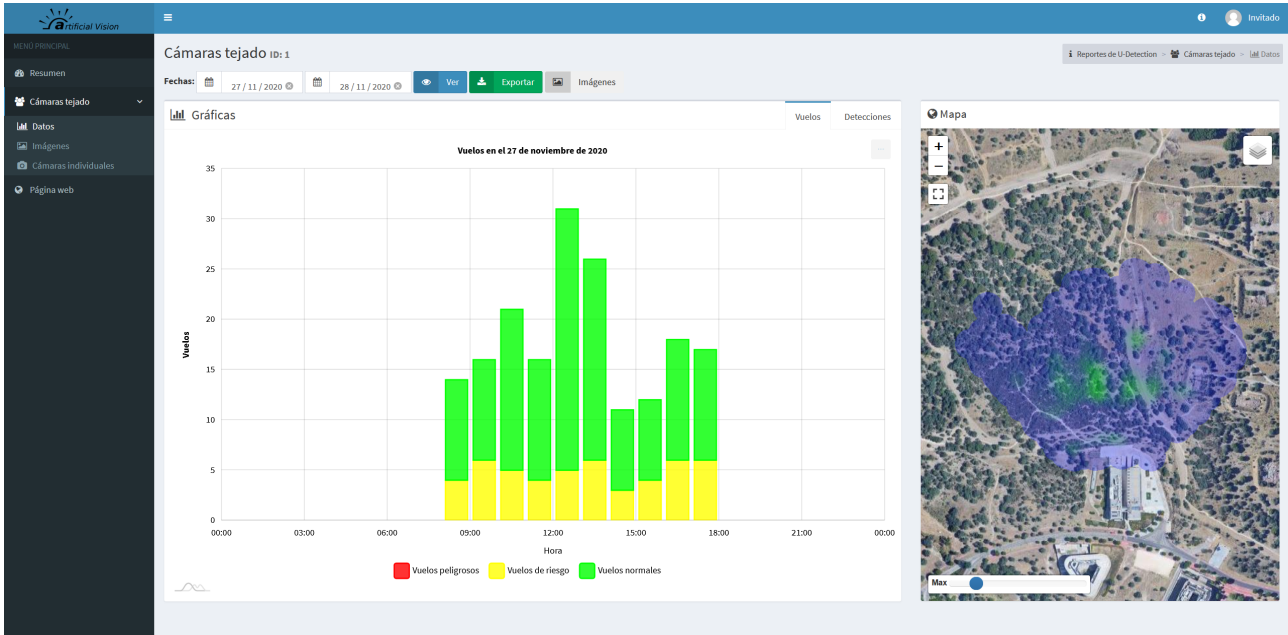 artificial Vision
Invitado
MENÚ PRINCIPAL
Resumen
Cámaras tejado
Datos
Imágenes
Cámaras individuales
Página web
Cámaras tejado ID: 1
Reportes de U-Detection > Cámaras tejado > Datos
Fechas: 27 / 11 / 2020 28 / 11 / 2020 Ver Exportar Imágenes
Gráficas
Vuelos Detecciones
Vuelos en el 27 de noviembre de 2020
35
30
25
20
15
10
5
0
Vuelos
00:00 03:00 06:00 09:00 12:00 15:00 18:00 21:00 00:00
Hora
Vuelos peligrosos Vuelos de riesgo Vuelos normales
Mapa
+
−
Max